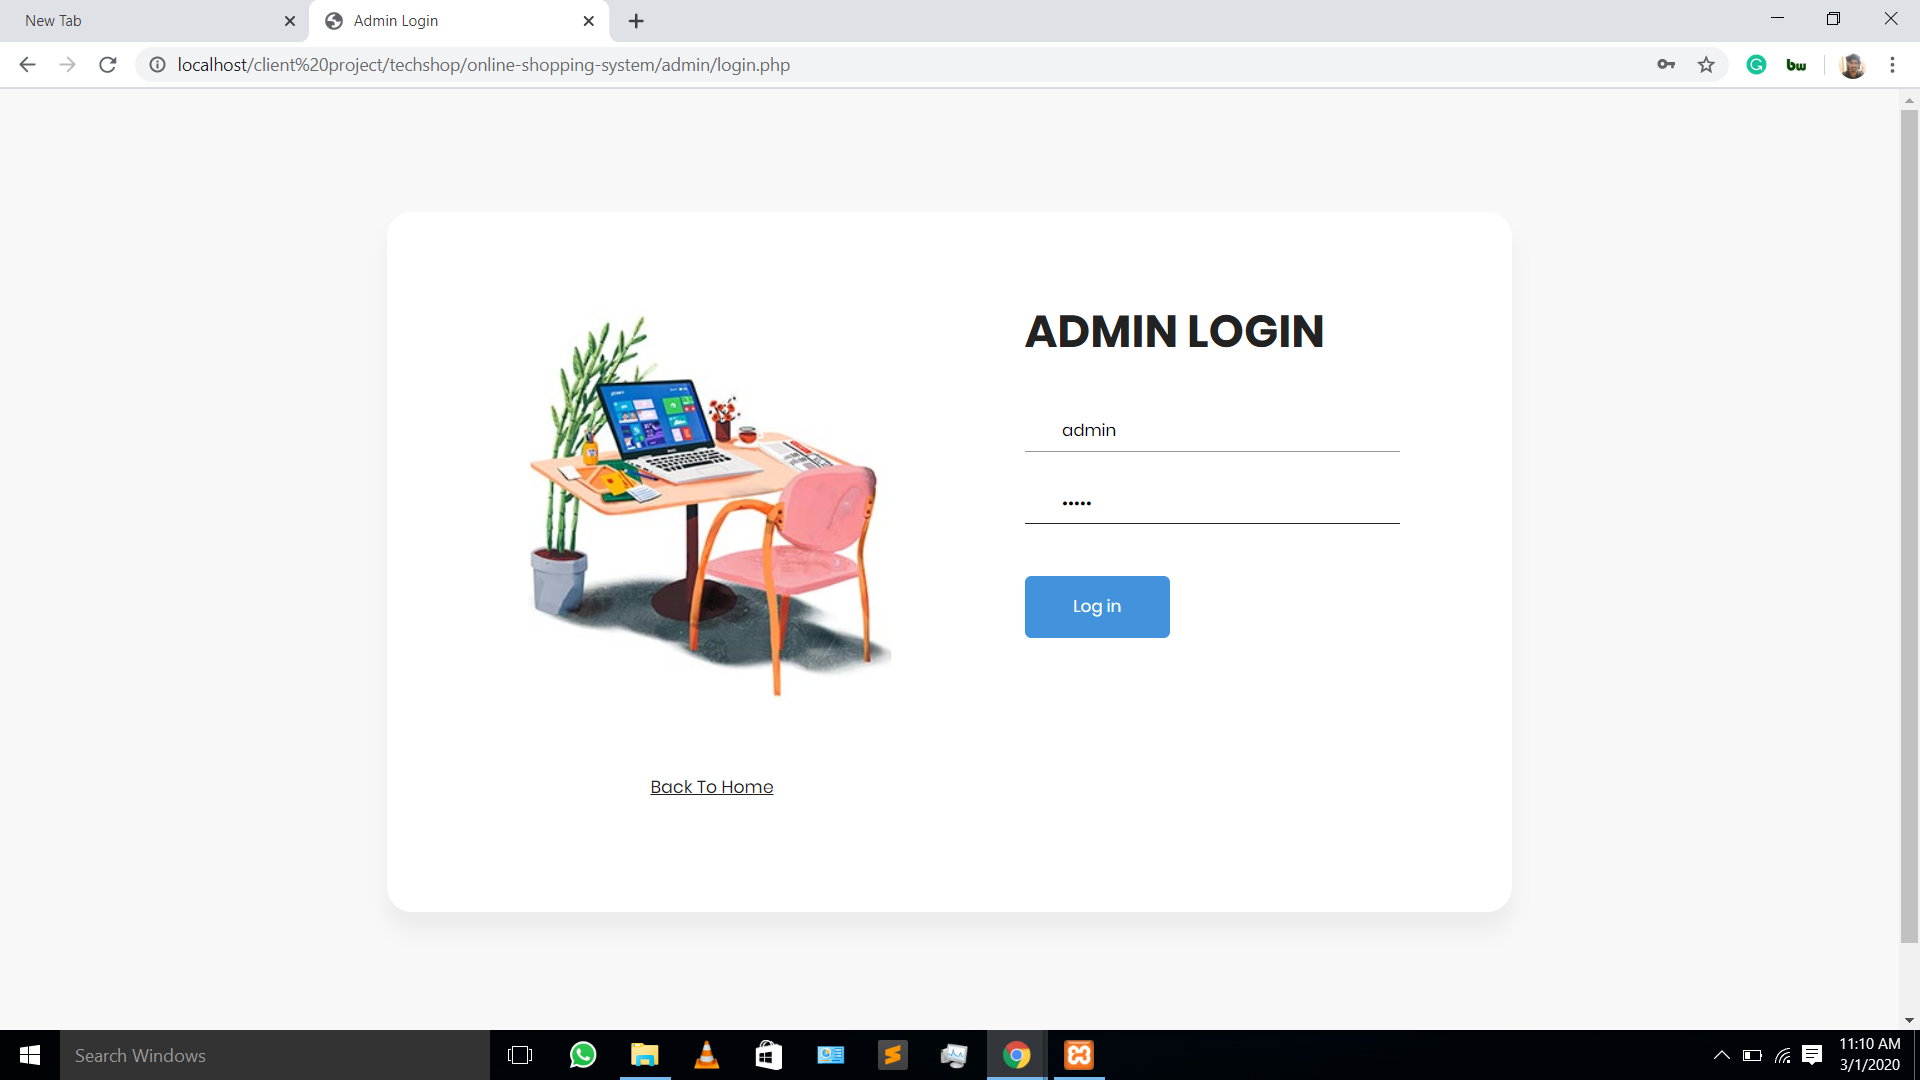 New Tab
Admin Login
localhost/client%20project/techshop/online-shopping-system/admin/login.php
bw
ADMIN LOGIN
admin
•••••
Log in
Back To Home
Search Windows
11:10 AM
3/1/2020